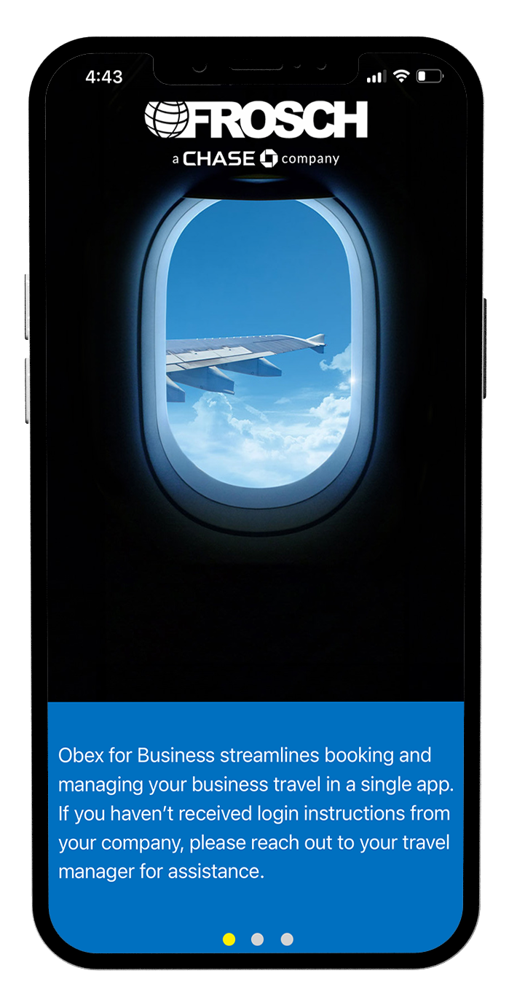 4:43
FROSCH
a CHASE company
Obex for Business streamlines booking and
managing your business travel in a single app.
If you haven’t received login instructions from
your company, please reach out to your travel
manager for assistance.